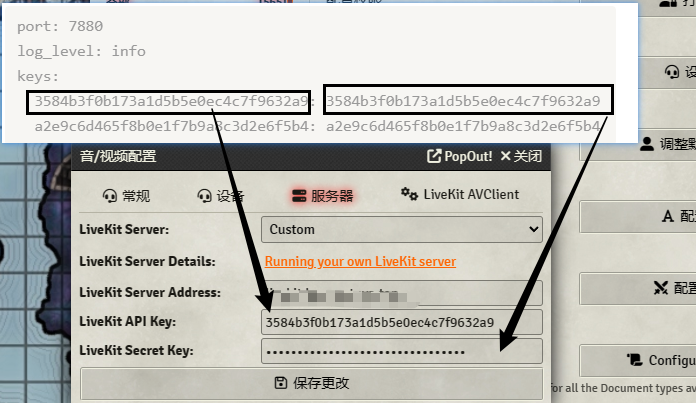 port: 7880
log_level: info
keys:
3584b3f0b173a1d5b5e0ec4c7f9632a9: 3584b3f0b173a1d5b5e0ec4c7f9632a9
a2e9c6d465f8b0e1f7b9a8c3d2e6f5b4: a2e9c6d465f8b0e1f7b9a8c3d2e6f5b4
音/视频配置 PopOut! ×关闭
常规 设备 服务器 LiveKit AVClient
LiveKit Server: Custom
LiveKit Server Details: Running your own LiveKit server
LiveKit Server Address:
LiveKit API Key: 3584b3f0b173a1d5b5e0ec4c7f9632a9
LiveKit Secret Key: ••••••••••••••••••••••••••••••••
保存更改
打
设
调整默
A 配
配置
Configu
for all the Document types av